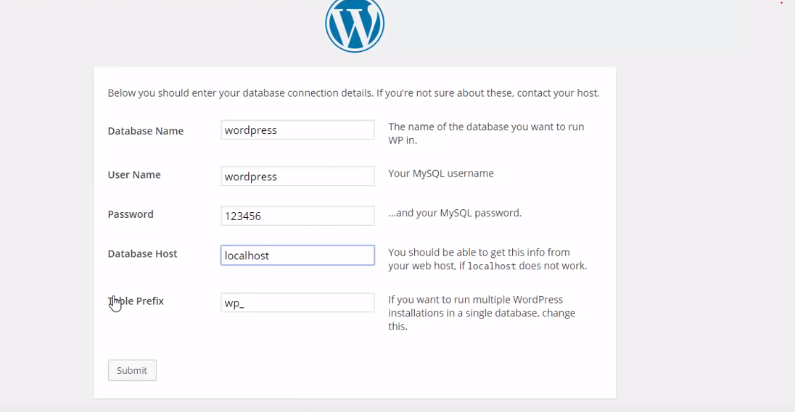 Below you should enter your database connection details. If you're not sure about these, contact your host.
Database Name
wordpress
The name of the database you want to run
WP in.
User Name
wordpress
Your MySQL username
Password
123456
...and your MySQL password.
Database Host
localhost
You should be able to get this info from
your web host, if localhost does not work.
Table Prefix
wp_
If you want to run multiple WordPress
installations in a single database, change
this.
Submit